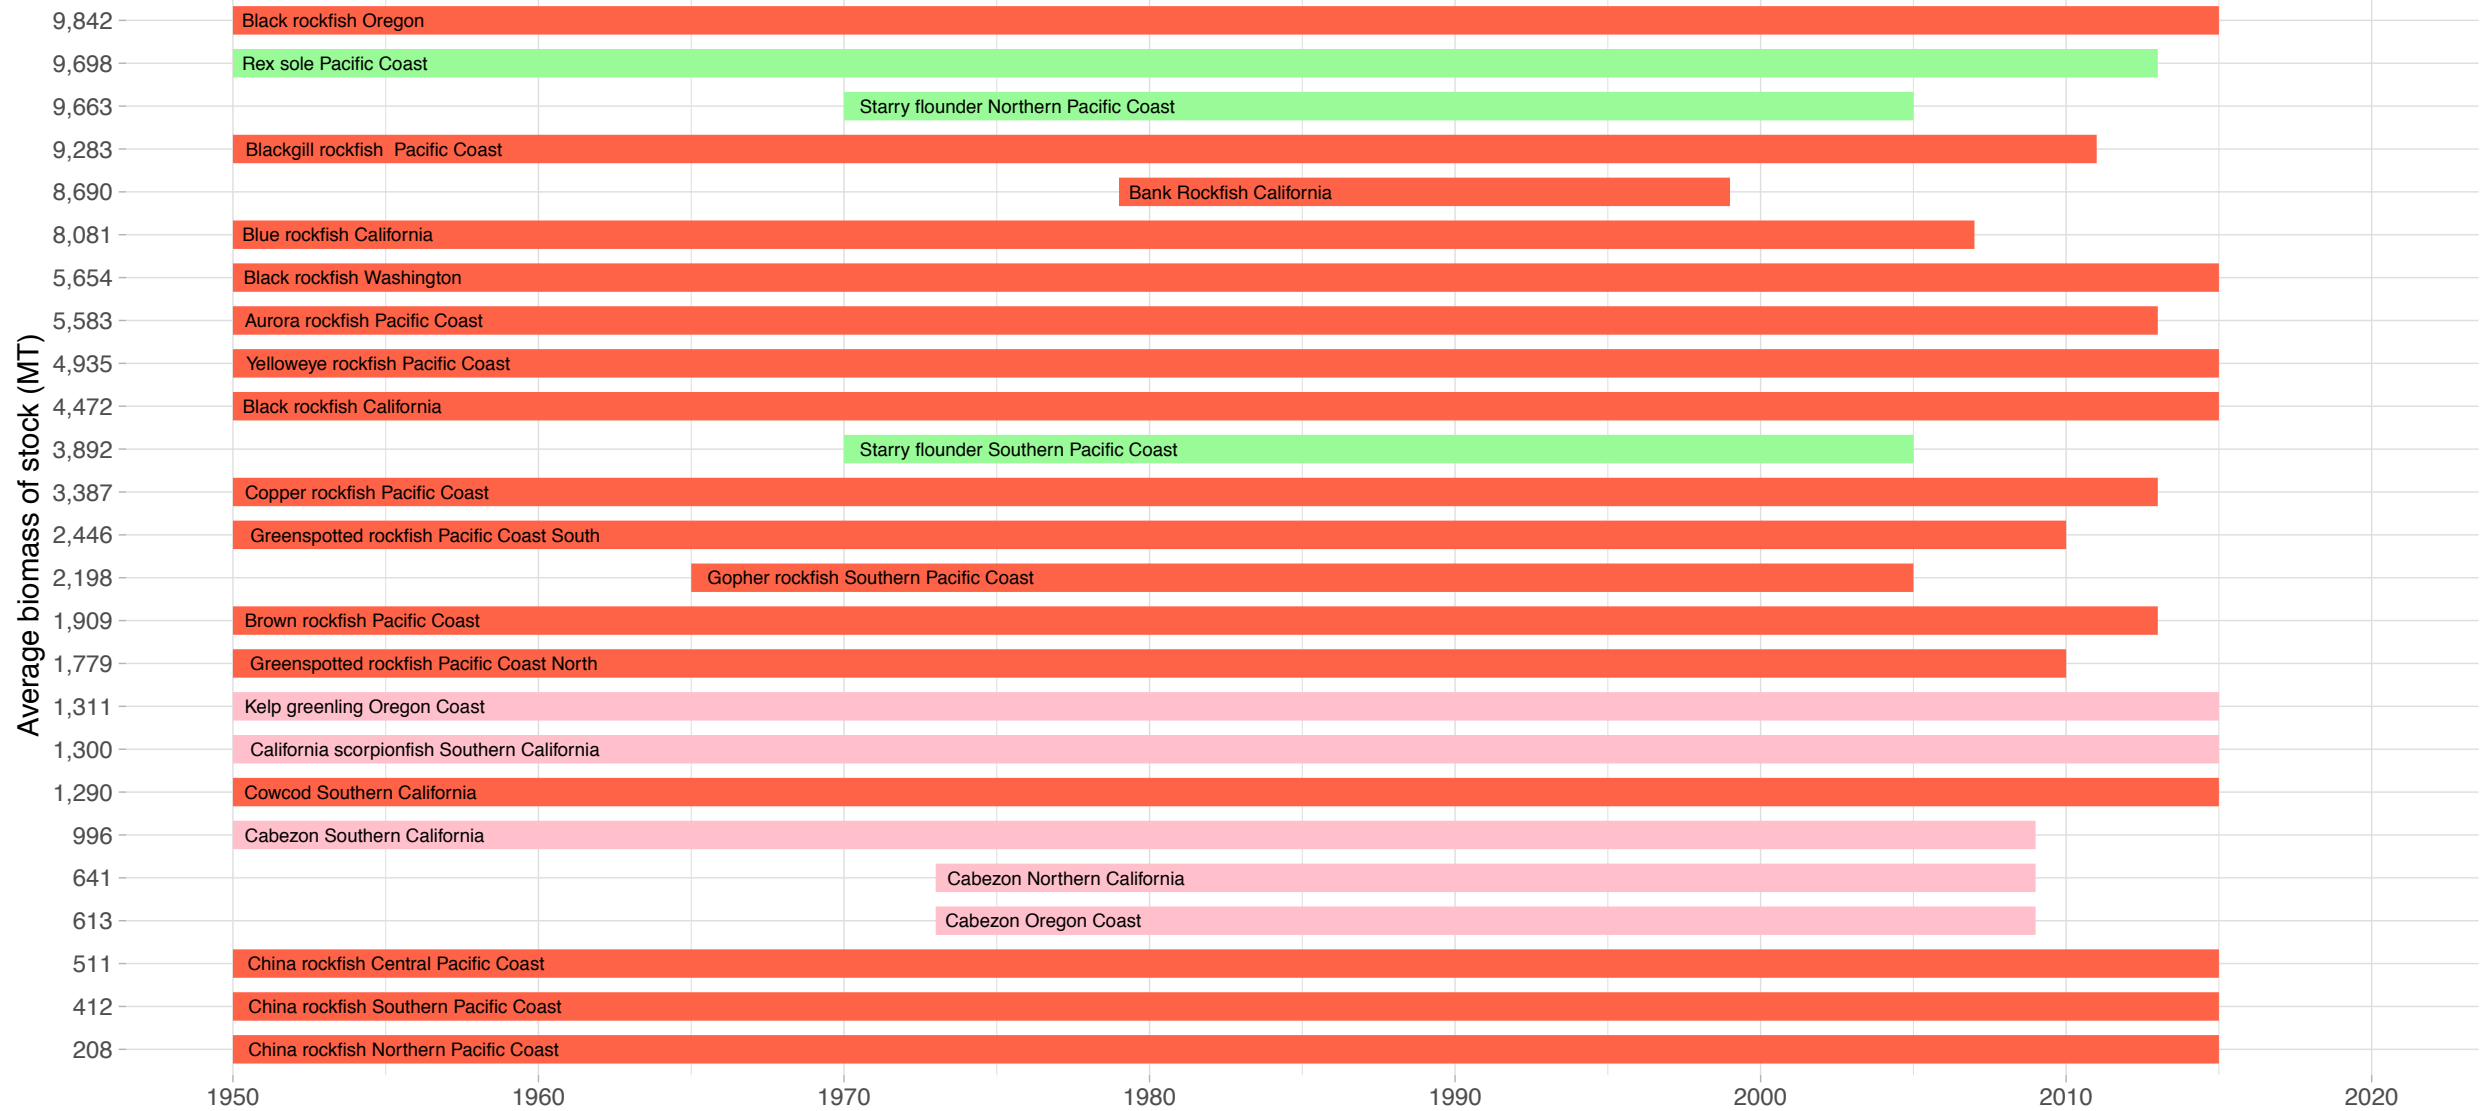 9,842 Black rockfish Oregon
9,698 Rex sole Pacific Coast
9,663 Starry flounder Northern Pacific Coast
9,283 Blackgill rockfish  Pacific Coast
8,690 Bank Rockfish California
8,081 Blue rockfish California
5,654 Black rockfish Washington
5,583 Aurora rockfish Pacific Coast
4,935 Yelloweye rockfish Pacific Coast
4,472 Black rockfish California
3,892 Starry flounder Southern Pacific Coast
3,387 Copper rockfish Pacific Coast
2,446 Greenspotted rockfish Pacific Coast South
2,198 Gopher rockfish Southern Pacific Coast
1,909 Brown rockfish Pacific Coast
1,779 Greenspotted rockfish Pacific Coast North
1,311 Kelp greenling Oregon Coast
1,300 California scorpionfish Southern California
1,290 Cowcod Southern California
996 Cabezon Southern California
641 Cabezon Northern California
613 Cabezon Oregon Coast
511 China rockfish Central Pacific Coast
412 China rockfish Southern Pacific Coast
208 China rockfish Northern Pacific Coast
Average biomass of stock (MT)
1950 1960 1970 1980 1990 2000 2010 2020